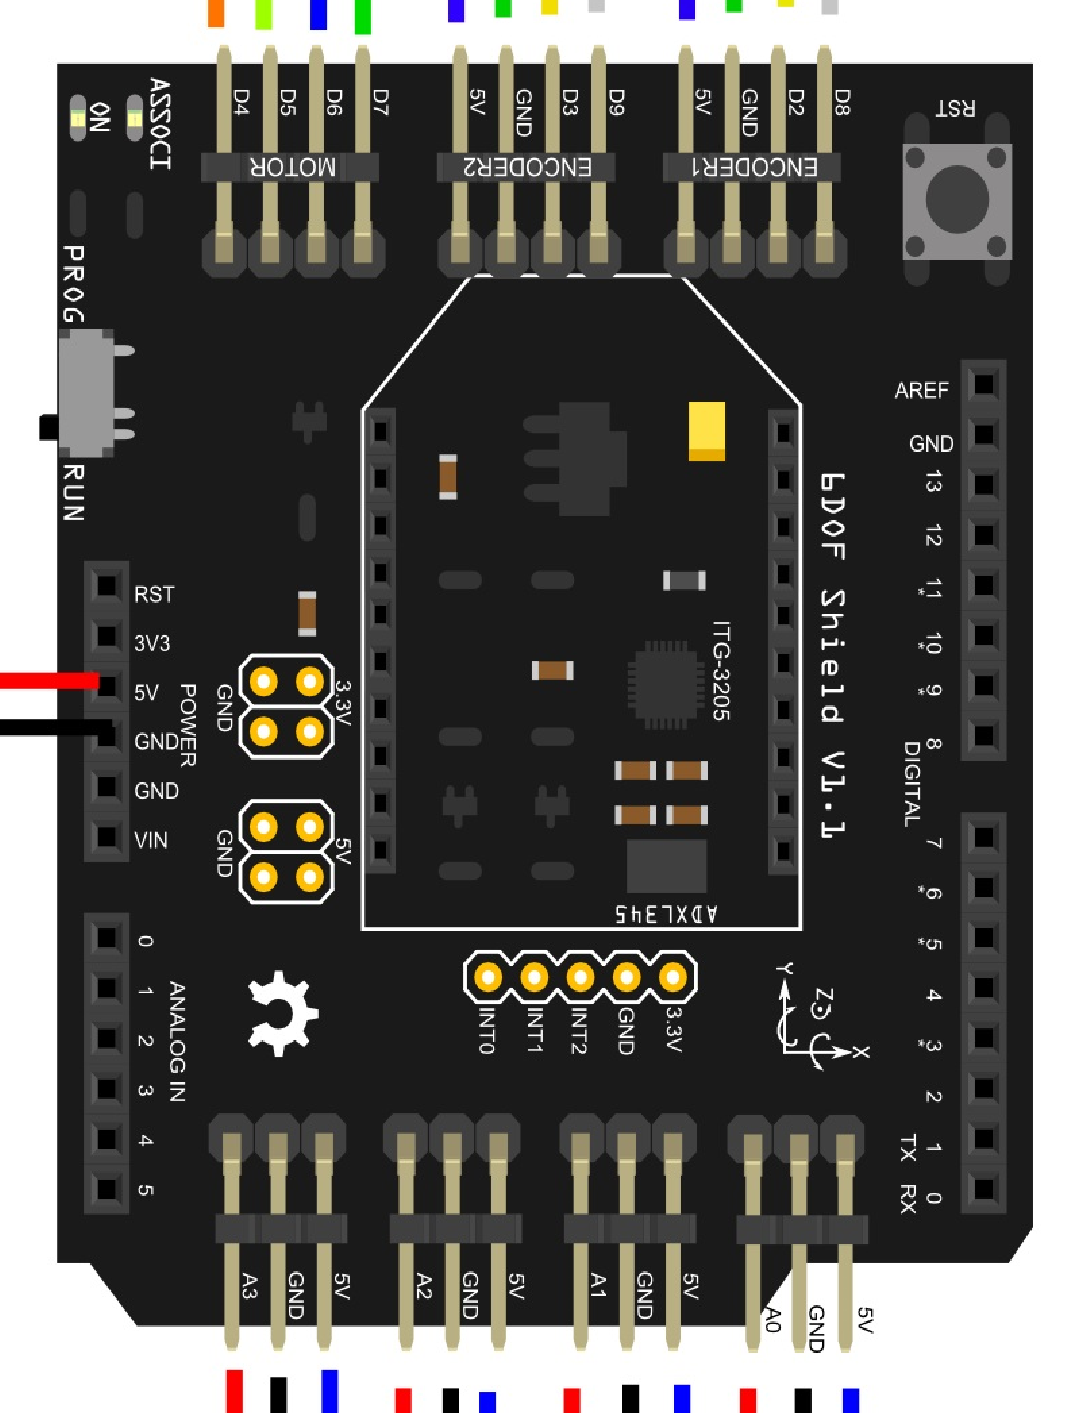 D4 D5 D6 D7
5V GND D3 D9
5V GND D2 D8
MOTOR
ENCODER2
ENCODER1
ON
ASSOCI
RST
PROG
RUN
AREF
GND
13
12
11
*
10
*
9
*
8
DIGITAL
7
6
*
5
*
4
3
*
2
1
TX
0
RX
RST
3V3
5V
GND
GND
VIN
POWER
GND
3.3V
GND
5V
ITG-3205
6DOF Shield V1.1
ADXL345
0
1
2
3
4
5
ANALOG IN
INT0 INT1 INT2 GND 3.3V
Y
Z
X
A3 GND 5V
A2 GND 5V
A1 GND 5V
A0 GND 5V